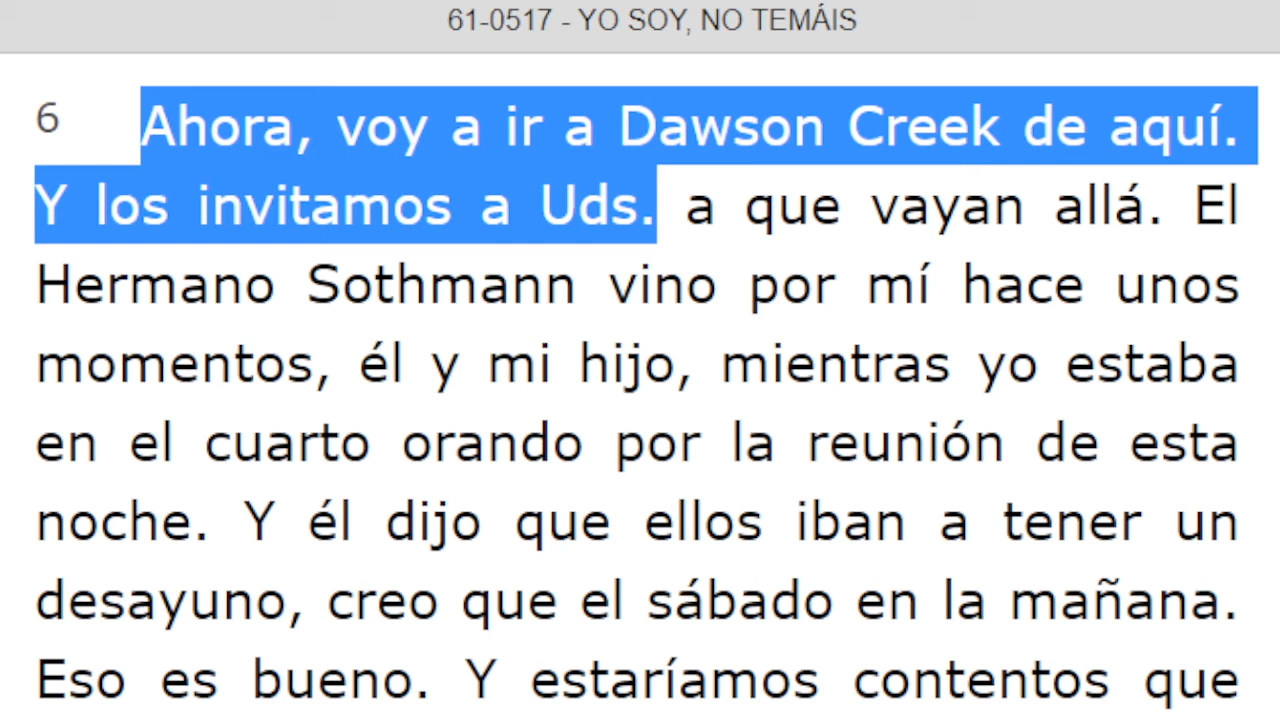 61-0517 - YO SOY, NO TEMÁIS
6 Ahora, voy a ir a Dawson Creek de aquí.
Y los invitamos a Uds. a que vayan allá. El
Hermano Sothmann vino por mí hace unos
momentos, él y mi hijo, mientras yo estaba
en el cuarto orando por la reunión de esta
noche. Y él dijo que ellos iban a tener un
desayuno, creo que el sábado en la mañana.
Eso es bueno. Y estaríamos contentos que